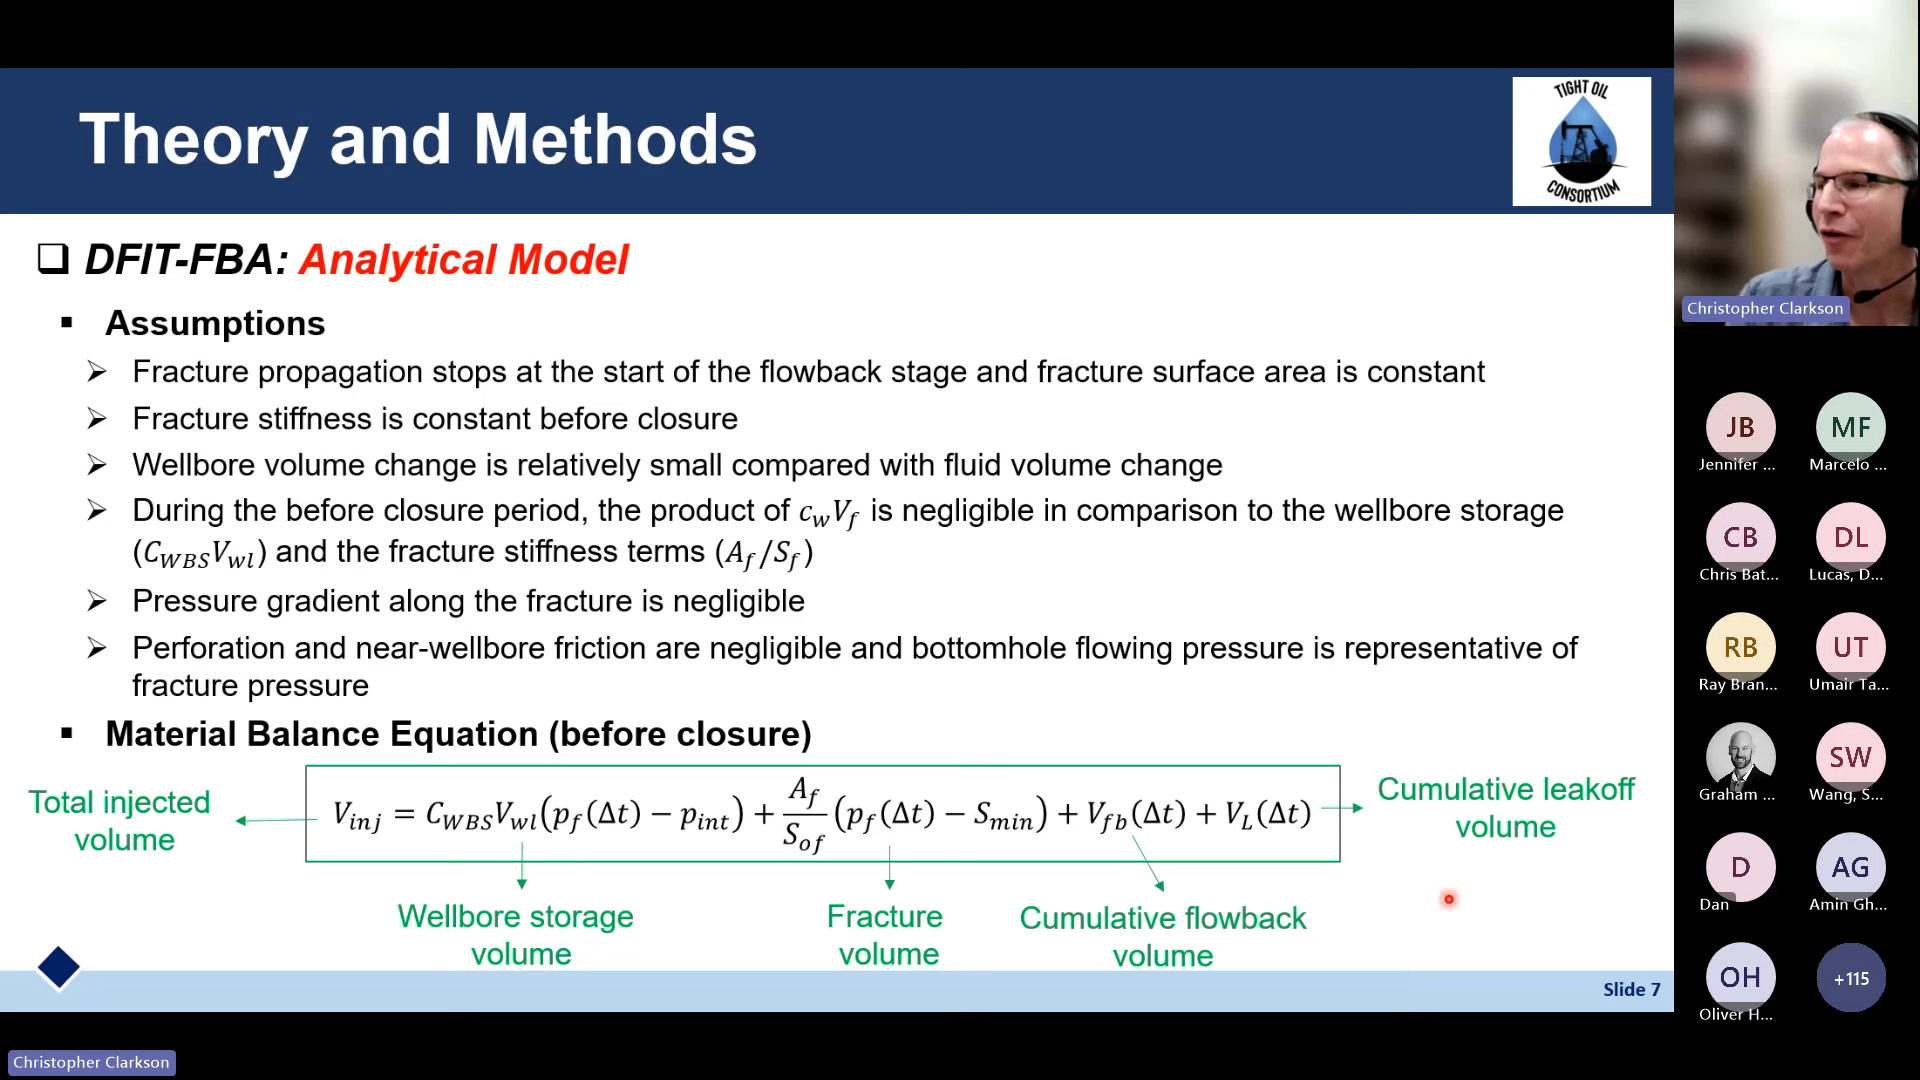 Theory and Methods
TIGHT OIL
CONSORTIUM
❑ DFIT-FBA: Analytical Model
▪ Assumptions
➢ Fracture propagation stops at the start of the flowback stage and fracture surface area is constant
➢ Fracture stiffness is constant before closure
➢ Wellbore volume change is relatively small compared with fluid volume change
➢ During the before closure period, the product of c_w V_f is negligible in comparison to the wellbore storage
(C_WBS V_wl) and the fracture stiffness terms (A_f/S_f)
➢ Pressure gradient along the fracture is negligible
➢ Perforation and near-wellbore friction are negligible and bottomhole flowing pressure is representative of
fracture pressure
▪ Material Balance Equation (before closure)
Total injected
volume
V_inj = C_WBS V_wl (p_f(Δt) − p_int) + A_f/S_of (p_f(Δt) − S_min) + V_fb(Δt) + V_L(Δt)
Cumulative leakoff
volume
Wellbore storage
volume
Fracture
volume
Cumulative flowback
volume
Slide 7
Christopher Clarkson
Christopher Clarkson
JB
Jennifer ...
MF
Marcelo ...
CB
Chris Bat...
DL
Lucas, D...
RB
Ray Bran...
UT
Umair Ta...
Graham ...
SW
Wang, S...
D
Dan
AG
Amin Gh...
OH
Oliver H...
+115